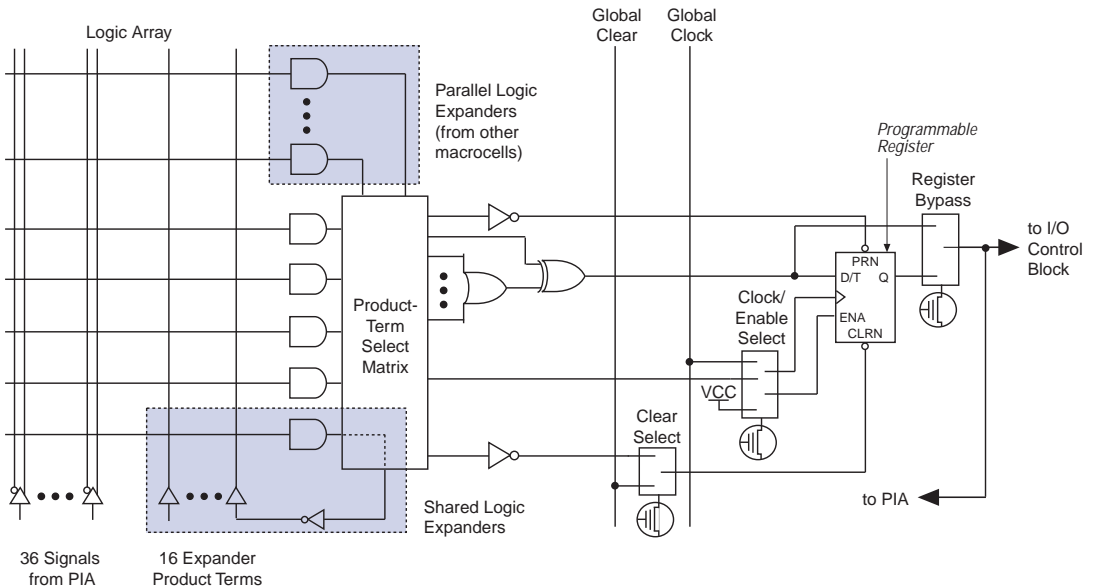 Logic Array
Global
Clear
Global
Clock
Parallel Logic
Expanders
(from other
macrocells)
Programmable
Register
Register
Bypass
to I/O
Control
Block
PRN
D/T
Q
Clock/
Enable
Select
ENA
CLRN
Product-
Term
Select
Matrix
VCC
Clear
Select
to PIA
Shared Logic
Expanders
36 Signals
from PIA
16 Expander
Product Terms